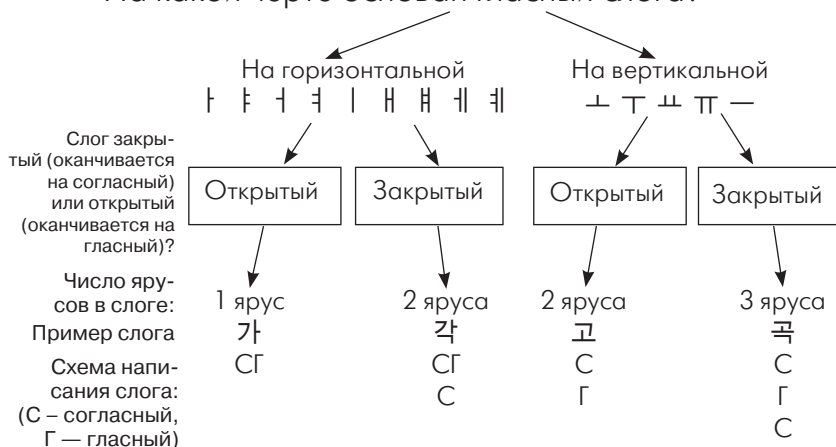 На какой черте основан гласный слога?
На горизонтальной
ㅏ ㅑ ㅓ ㅕ ㅣ ㅐ ㅒ ㅔ ㅖ
На вертикальной
ㅗ ㅜ ㅛ ㅠ ㅡ
Слог закры-
тый (оканчивается
на согласный)
или открытый
(оканчивается на
гласный)?
Открытый
Закрытый
Открытый
Закрытый
Число яру-
сов в слоге:
1 ярус
2 яруса
2 яруса
3 яруса
Пример слога
가
각
고
곡
Схема напи-
сания слога:
(С – согласный,
Г — гласный)
СГ
СГ
С
С
Г
С
Г
С